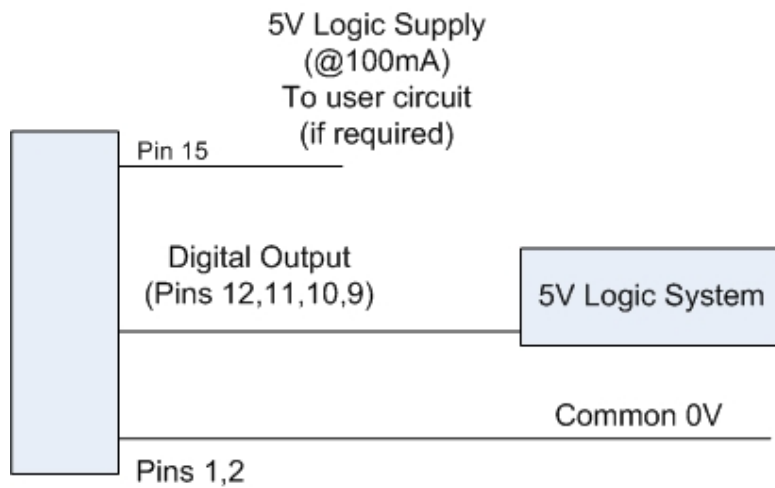 5V Logic Supply
(@100mA)
To user circuit
(if required)
Pin 15
Digital Output
(Pins 12,11,10,9)
5V Logic System
Common 0V
Pins 1,2